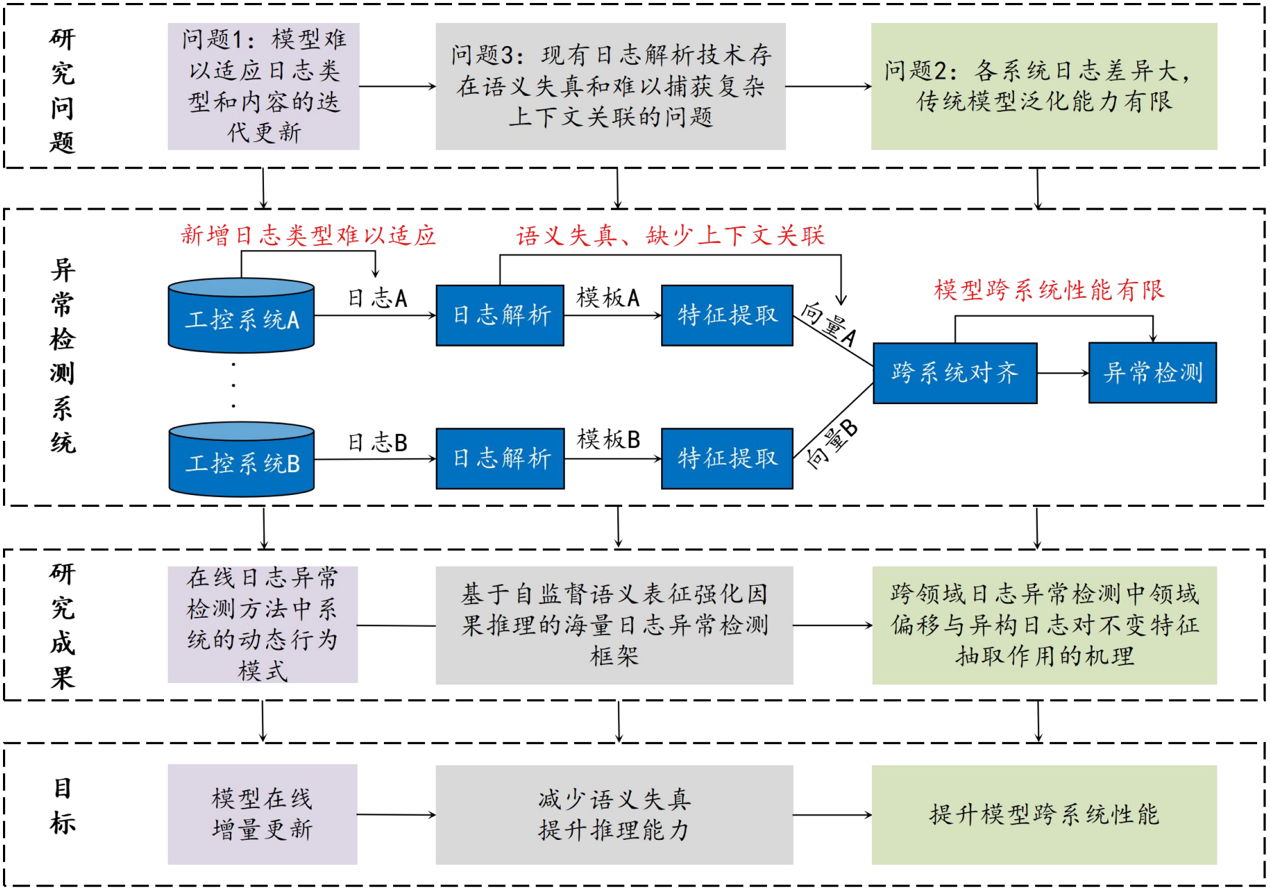 研究问题
问题1：模型难
以适应日志类
型和内容的迭
代更新
问题3：现有日志解析技术存
在语义失真和难以捕获复杂
上下文关联的问题
问题2：各系统日志差异大，
传统模型泛化能力有限
异常检测系统
新增日志类型难以适应
语义失真、缺少上下文关联
模型跨系统性能有限
工控系统A
日志A
日志解析
模板A
特征提取
向量A
跨系统对齐
异常检测
工控系统B
日志B
日志解析
模板B
特征提取
向量B
研究成果
在线日志异常
检测方法中系
统的动态行为
模式
基于自监督语义表征强化因
果推理的海量日志异常检测
框架
跨领域日志异常检测中领域
偏移与异构日志对不变特征
抽取作用的机理
目标
模型在线
增量更新
减少语义失真
提升推理能力
提升模型跨系统性能